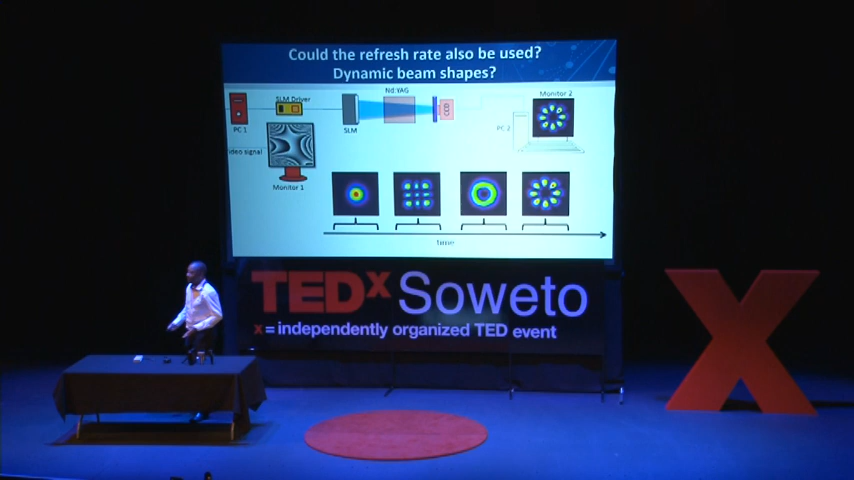 Could the refresh rate also be used?
Dynamic beam shapes?
Nd:YAG
SLM Driver
Monitor 2
CCD
PC 1
SLM
PC 2
Video signal
Monitor 1
time
TEDx Soweto
x = independently organized TED event
X